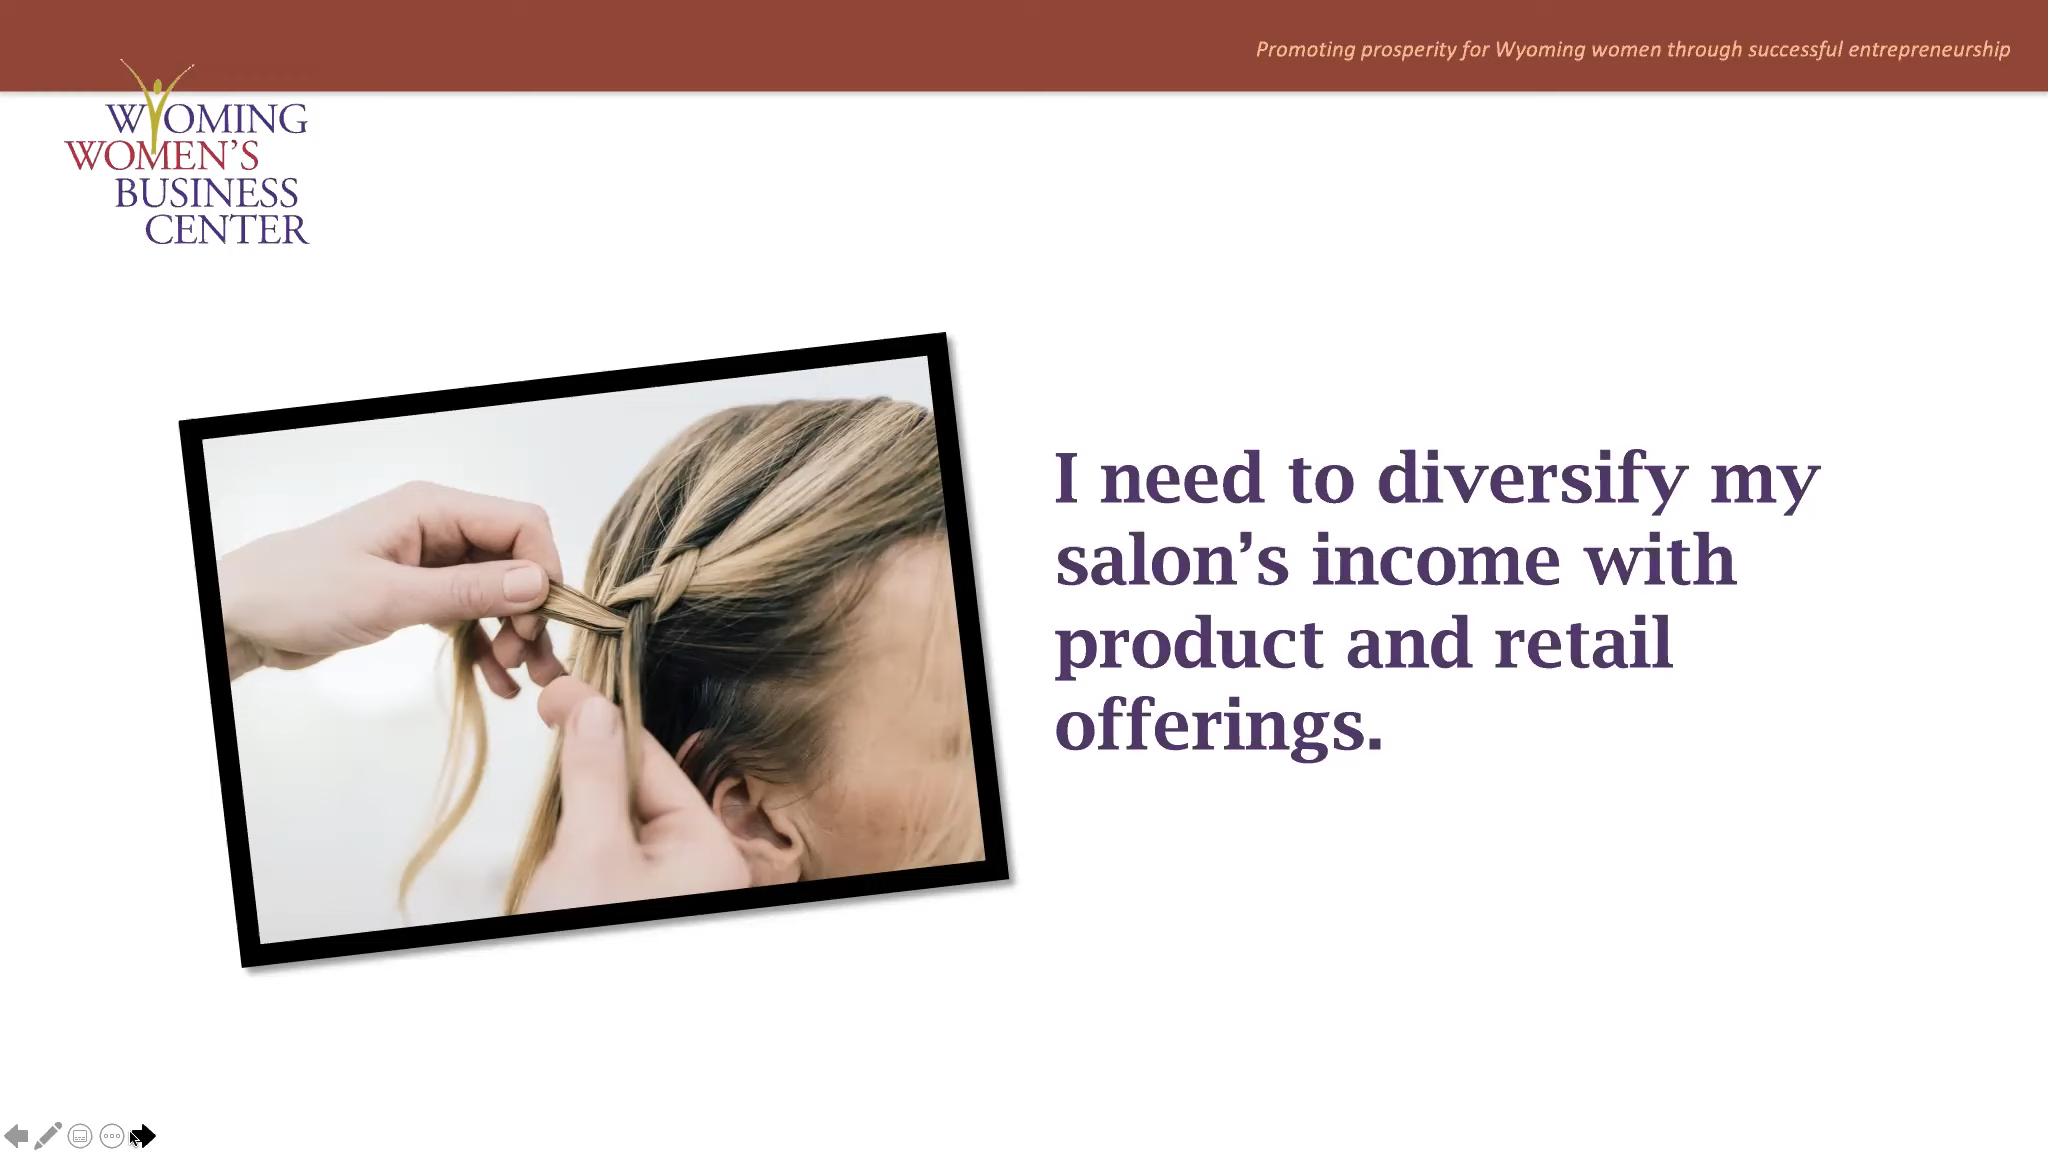 Promoting prosperity for Wyoming women through successful entrepreneurship
WYOMING
WOMEN'S
BUSINESS
CENTER
I need to diversify my
salon’s income with
product and retail
offerings.